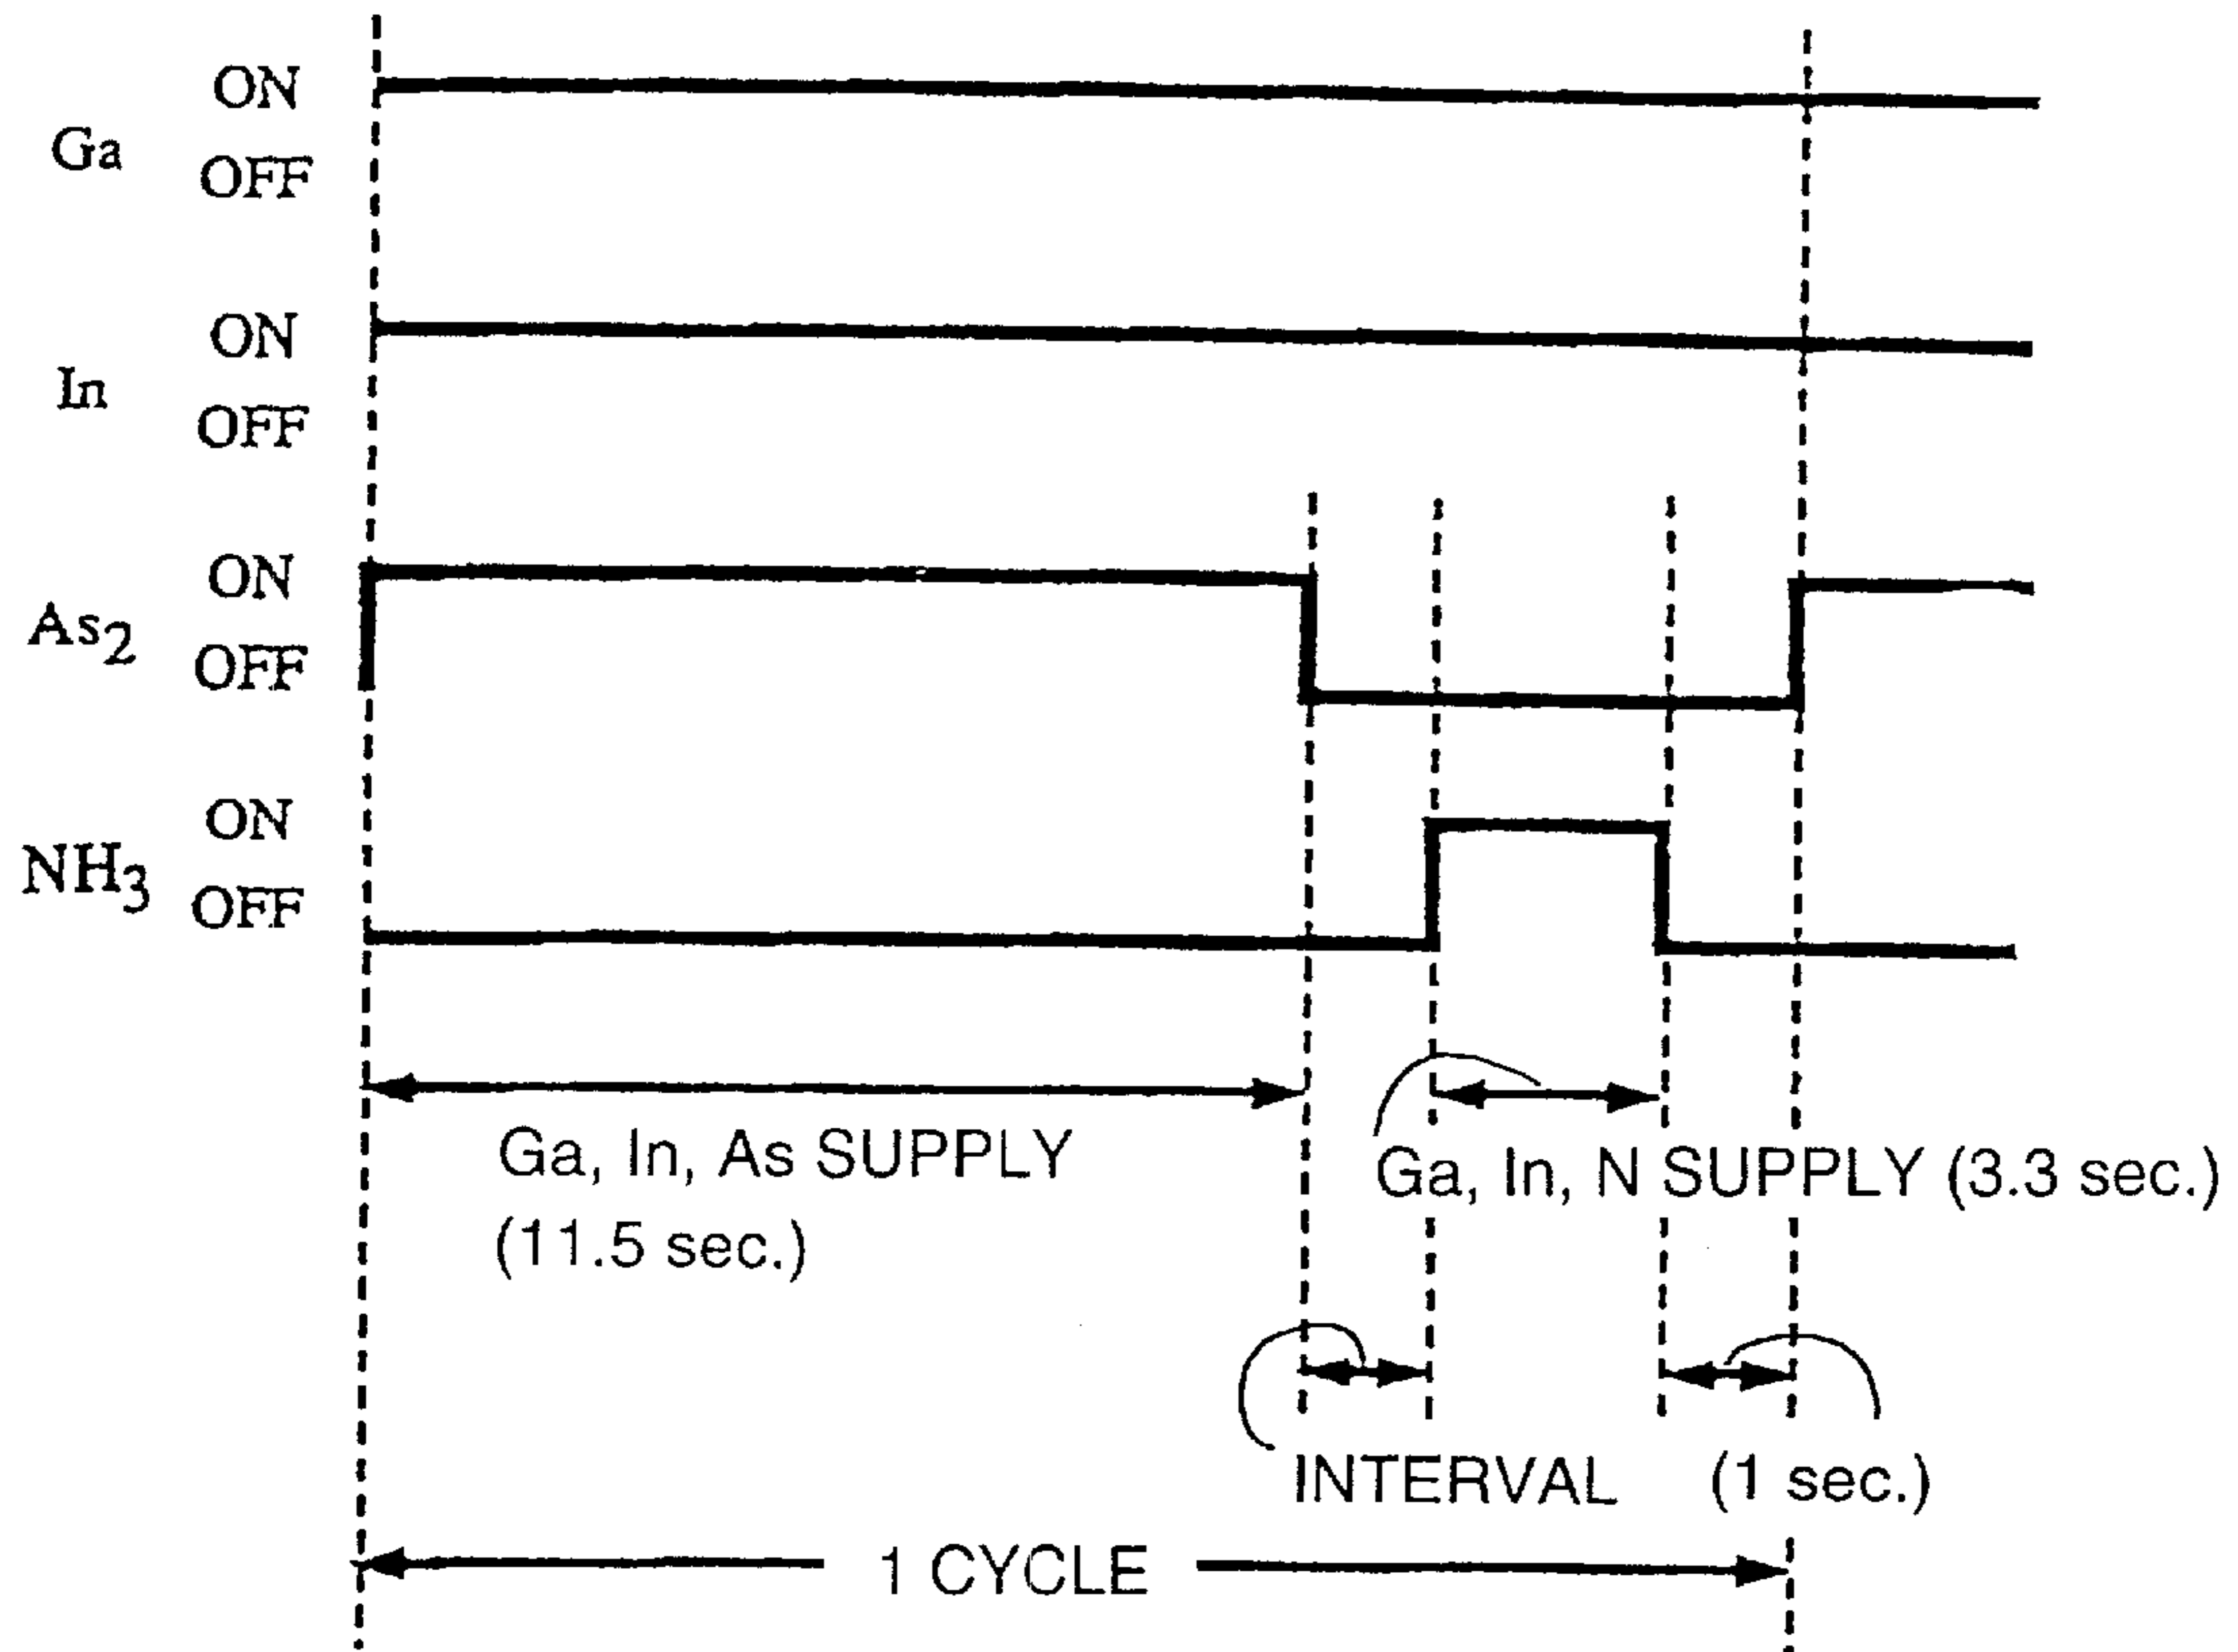 ON
Ga
OFF
ON
In
OFF
ON
As2
OFF
ON
NH3
OFF
Ga, In, As SUPPLY
(11.5 sec.)
Ga, In, N SUPPLY (3.3 sec.)
INTERVAL (1 sec.)
1 CYCLE